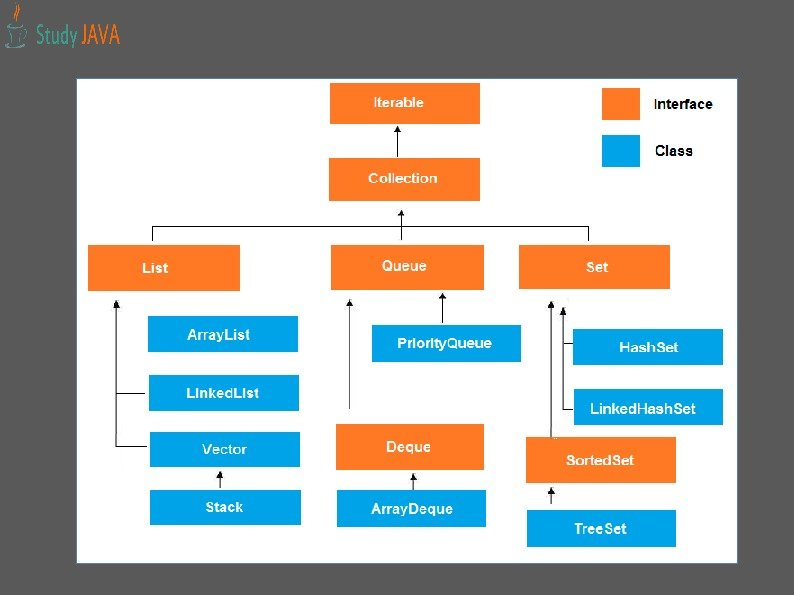 Study JAVA
Iterable
Interface
Class
Collection
List
Queue
Set
ArrayList
PriorityQueue
HashSet
LinkedList
LinkedHashSet
Vector
Deque
SortedSet
Stack
ArrayDeque
TreeSet